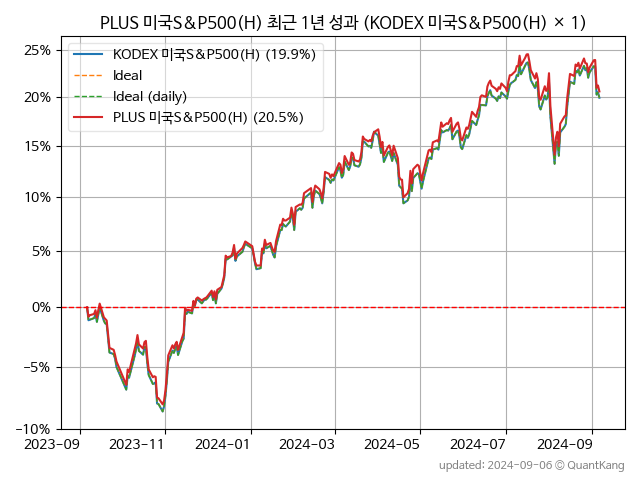 PLUS 미국S&P500(H) 최근 1년 성과 (KODEX 미국S&P500(H) × 1)
25%
20%
15%
10%
5%
0%
−5%
−10%
KODEX 미국S&P500(H) (19.9%)
Ideal
Ideal (daily)
PLUS 미국S&P500(H) (20.5%)
2023-09
2023-11
2024-01
2024-03
2024-05
2024-07
2024-09
updated: 2024-09-06 © QuantKang